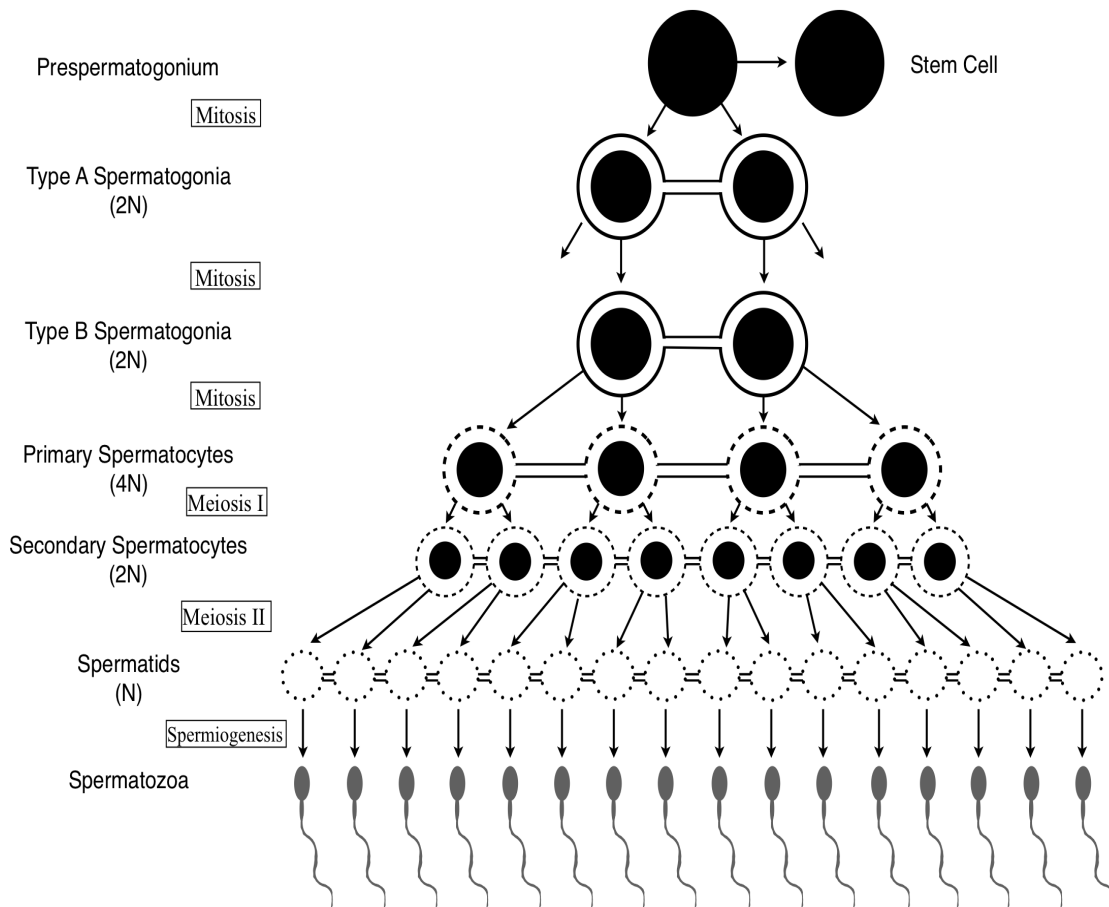 Prespermatogonium
Stem Cell
Mitosis
Type A Spermatogonia
(2N)
Mitosis
Type B Spermatogonia
(2N)
Mitosis
Primary Spermatocytes
(4N)
Meiosis I
Secondary Spermatocytes
(2N)
Meiosis II
Spermatids
(N)
Spermiogenesis
Spermatozoa